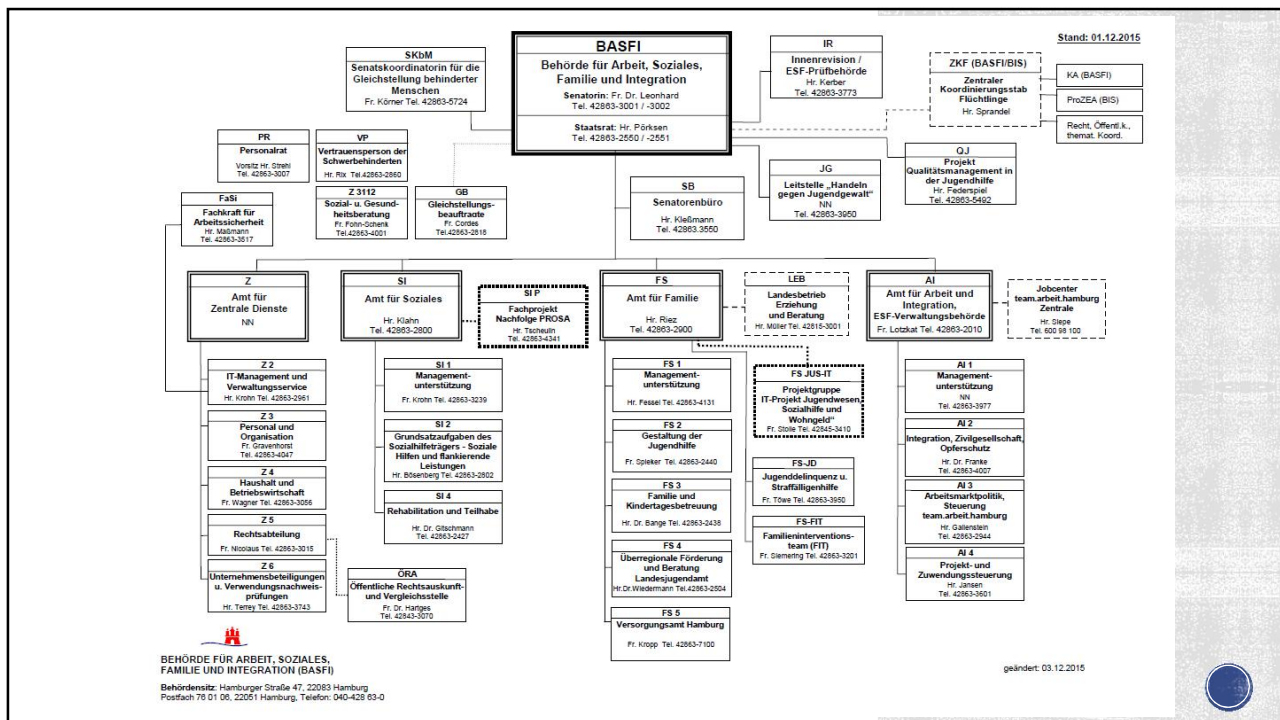 Stand: 01.12.2015
SKbM
Senatskoordinatorin für die
Gleichstellung behinderter
Menschen
Fr. Körner Tel. 42863-5724
BASFI
Behörde für Arbeit, Soziales,
Familie und Integration
Senatorin: Fr. Dr. Leonhard
Tel. 42863-3001 / -3002
Staatsrat: Hr. Pörksen
Tel. 42863-2550 / -2551
IR
Innenrevision /
ESF-Prüfbehörde
Hr. Kerber
Tel. 42863-3773
ZKF (BASFI/BIS)
Zentraler
Koordinierungsstab
Flüchtlinge
Hr. Sprandel
KA (BASFI)
ProZEA (BIS)
Recht, Öffentl.k.,
themat. Koord.
PR
Personalrat
Vorsitz Hr. Strehl
Tel. 42863-3007
VP
Vertrauensperson der
Schwerbehinderten
Hr. Rix Tel.42863-2860
FaSi
Fachkraft für
Arbeitssicherheit
Hr. Maßmann
Tel. 42863-3517
Z 3112
Sozial- u. Gesund-
heitsberatung
Fr. Fohn-Schenk
Tel.42863-4001
GB
Gleichstellungs-
beauftragte
Fr. Cordes
Tel.42863-2818
SB
Senatorenbüro
Hr. Kleßmann
Tel. 42863.3550
JG
Leitstelle „Handeln
gegen Jugendgewalt“
NN
Tel. 42863-3950
QJ
Projekt
Qualitätsmanagement in
der Jugendhilfe
Hr. Federspiel
Tel. 42863-5492
Z
Amt für
Zentrale Dienste
NN
SI
Amt für Soziales
Hr. Klahn
Tel. 42863-2800
SI P
Fachprojekt
Nachfolge PROSA
Hr. Tscheulin
Tel. 42863-4341
FS
Amt für Familie
Hr. Riez
Tel. 42863-2900
LEB
Landesbetrieb
Erziehung
und Beratung
Hr. Müller Tel. 42815-3001
AI
Amt für Arbeit und
Integration,
ESF-Verwaltungsbehörde
Fr. Lotzkat Tel. 42863-2010
Jobcenter
team.arbeit.hamburg
Zentrale
Hr. Siepe
Tel. 600 98 100
Z 2
IT-Management und
Verwaltungsservice
Hr. Krohn Tel. 42863-2961
Z 3
Personal und
Organisation
Fr. Gravenhorst
Tel. 42863-4047
Z 4
Haushalt und
Betriebswirtschaft
Fr. Wagner Tel. 42863-3056
Z 5
Rechtsabteilung
Fr. Nicolaus Tel. 42863-3015
Z 6
Unternehmensbeteiligungen
u. Verwendungsnachweis-
prüfungen
Hr. Terrey Tel. 42863-3743
ÖRA
Öffentliche Rechtsauskunft-
und Vergleichsstelle
Fr. Dr. Hartges
Tel. 42843-3070
SI 1
Management-
unterstützung
Fr. Krohn Tel. 42863-3239
SI 2
Grundsatzaufgaben des
Sozialhilfeträgers - Soziale
Hilfen und flankierende
Leistungen
Hr. Bösenberg Tel. 42863-2802
SI 4
Rehabilitation und Teilhabe
Hr. Dr. Gitschmann
Tel. 42863-2427
FS 1
Management-
unterstützung
Hr. Fessel Tel. 42863-4131
FS 2
Gestaltung der
Jugendhilfe
Fr. Spieker Tel. 42863-2440
FS 3
Familie und
Kindertagesbetreuung
Hr. Dr. Bange Tel. 42863-2438
FS 4
Überregionale Förderung
und Beratung
Landesjugendamt
Hr.Dr.Wiedermann Tel.42863-2504
FS 5
Versorgungsamt Hamburg
Fr. Kropp Tel. 42863-7100
FS JUS-IT
Projektgruppe
IT-Projekt Jugendwesen,
Sozialhilfe und
Wohngeld“
Fr. Stolle Tel. 42845-3410
FS-JD
Jugenddelinquenz u.
Straffälligenhilfe
Fr. Töwe Tel. 42863-3950
FS-FIT
Familieninterventions-
team (FIT)
Fr. Siemering Tel. 42863-3201
AI 1
Management-
unterstützung
NN
Tel. 42863-3977
AI 2
Integration, Zivilgesellschaft,
Opferschutz
Hr. Dr. Franke
Tel. 42863-4007
AI 3
Arbeitsmarktpolitik,
Steuerung
team.arbeit.hamburg
Hr. Gallenstein
Tel. 42863-2944
AI 4
Projekt- und
Zuwendungssteuerung
Hr. Jansen
Tel. 42863-3601
BEHÖRDE FÜR ARBEIT, SOZIALES,
FAMILIE UND INTEGRATION (BASFI)
Behördensitz: Hamburger Straße 47, 22083 Hamburg
Postfach 76 01 06, 22051 Hamburg, Telefon: 040-428 63-0
geändert: 03.12.2015